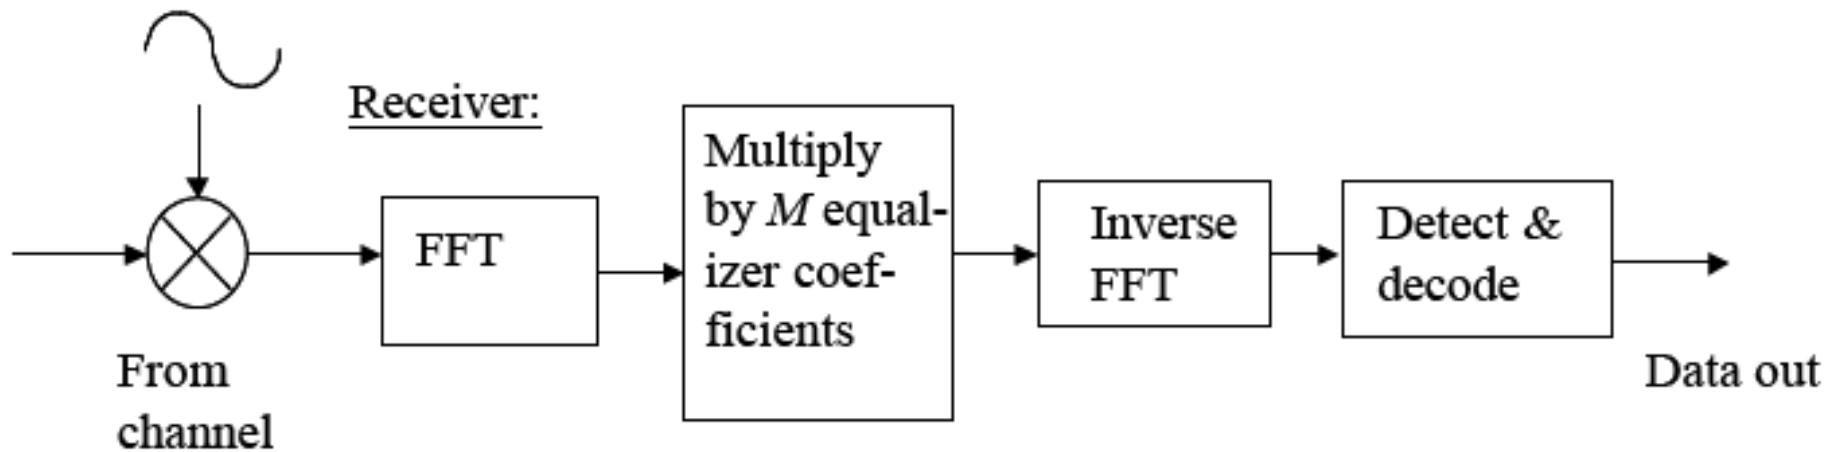 Receiver:
From
channel
FFT
Multiply
by M equal-
izer coef-
ficients
Inverse
FFT
Detect &
decode
Data out